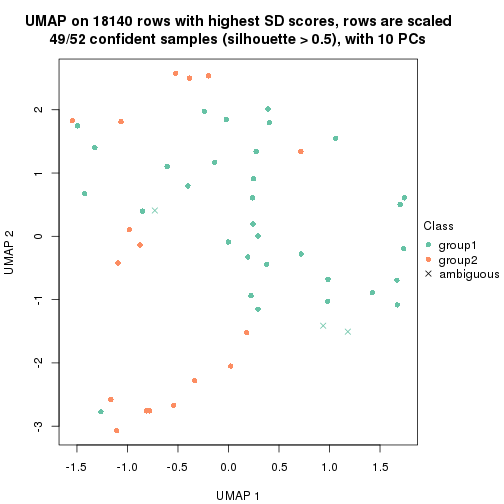 UMAP on 18140 rows with highest SD scores, rows are scaled
49/52 confident samples (silhouette > 0.5), with 10 PCs
2
1
0
-1
-2
-3
UMAP 2
-1.5 -1.0 -0.5 0.0 0.5 1.0 1.5
UMAP 1
Class
group1
group2
ambiguous